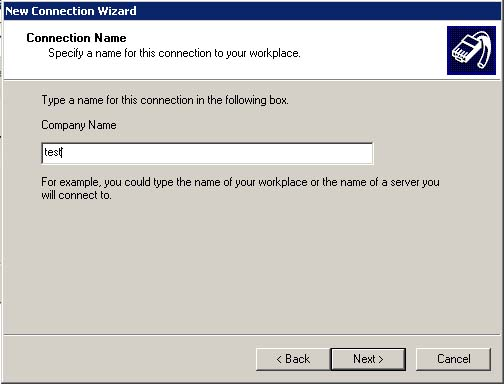 New Connection Wizard
Connection Name
Specify a name for this connection to your workplace.
Type a name for this connection in the following box.
Company Name
test
For example, you could type the name of your workplace or the name of a server you
will connect to.
< Back
Next >
Cancel